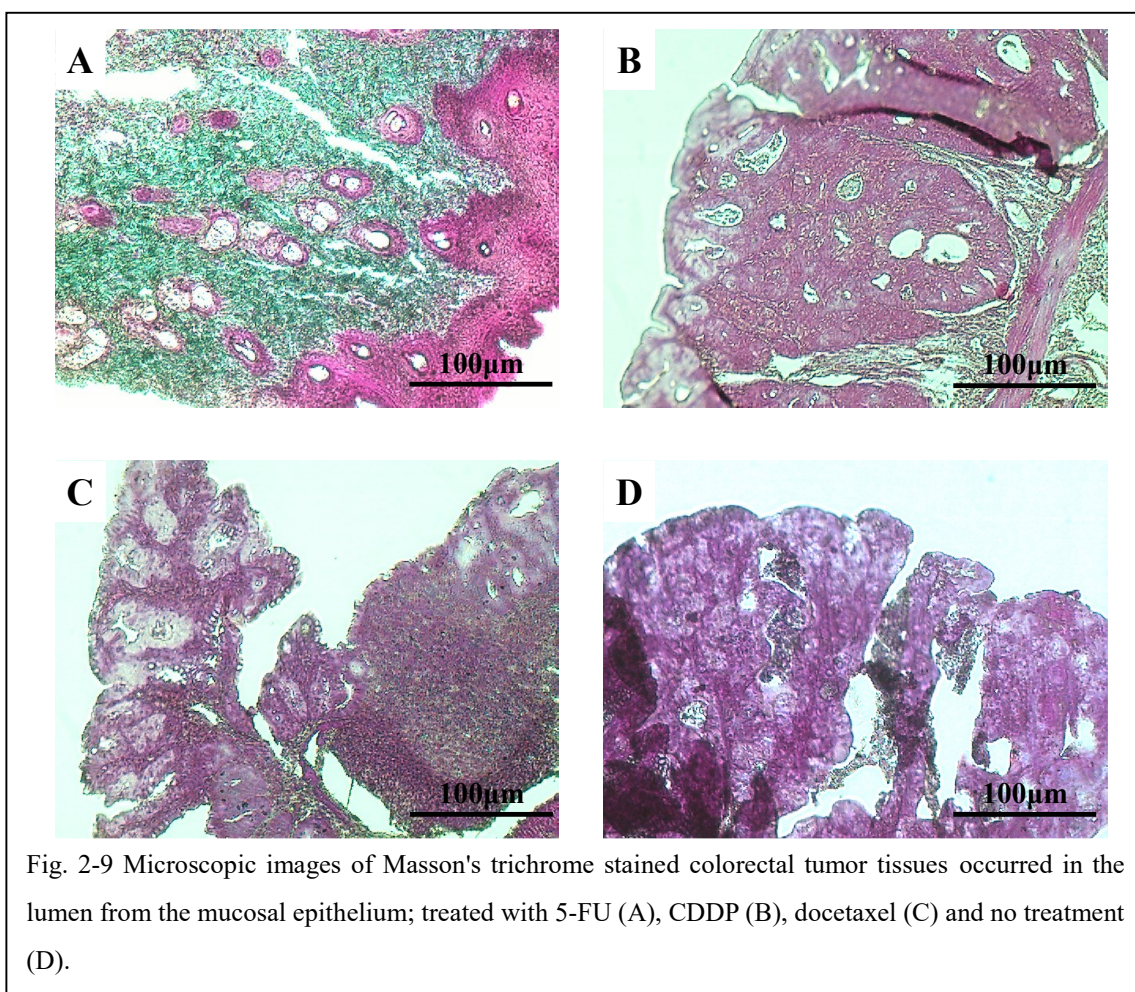 A
B
100μm
100μm
C
D
100μm
100μm
Fig. 2-9 Microscopic images of Masson's trichrome stained colorectal tumor tissues occurred in the
lumen from the mucosal epithelium; treated with 5-FU (A), CDDP (B), docetaxel (C) and no treatment
(D).